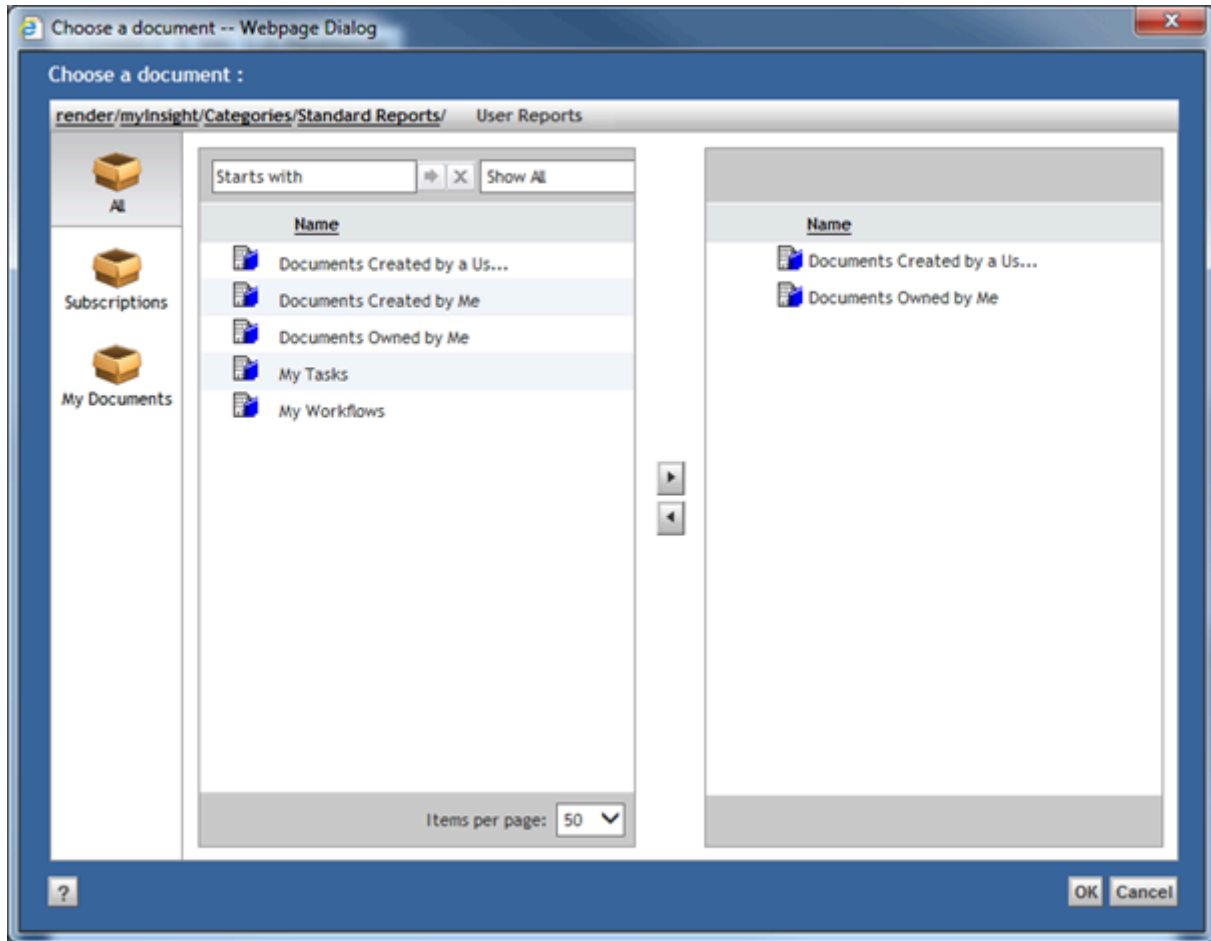 Choose a document -- Webpage Dialog
Choose a document :
render/myInsight/Categories/Standard Reports/ User Reports
All
Subscriptions
My Documents
Starts with
Show All
Name
Documents Created by a Us...
Documents Created by Me
Documents Owned by Me
My Tasks
My Workflows
Items per page: 50
Name
Documents Created by a Us...
Documents Owned by Me
?
OK Cancel